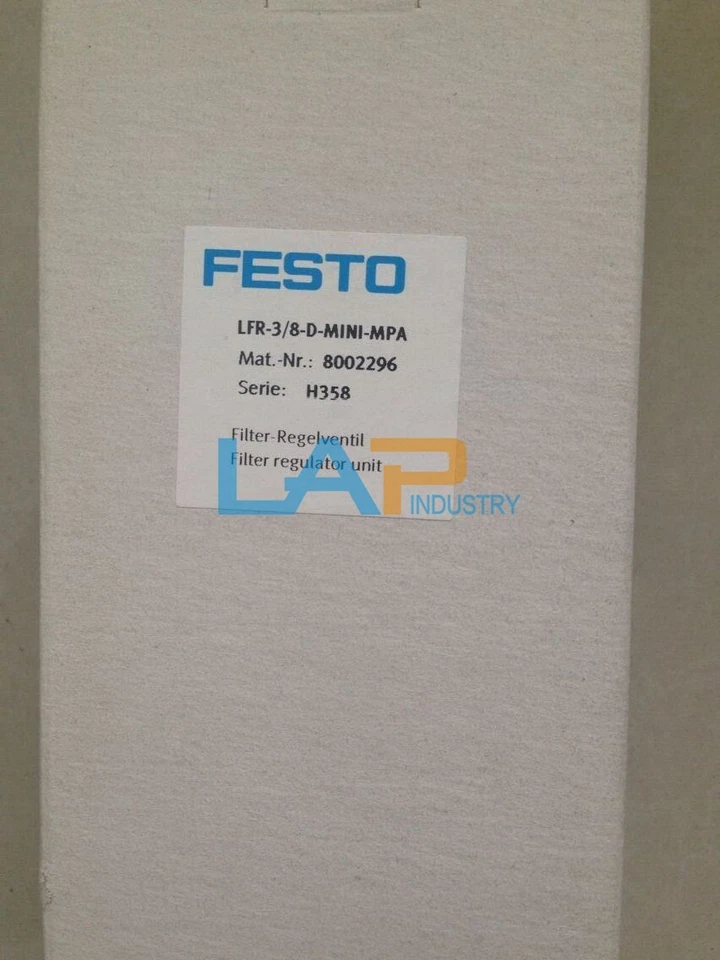 FESTO
LFR-3/8-D-MINI-MPA
Mat.-Nr.: 8002296
Serie: H358
Filter-Regelventil
Filter regulator unit
LAP INDUSTRY